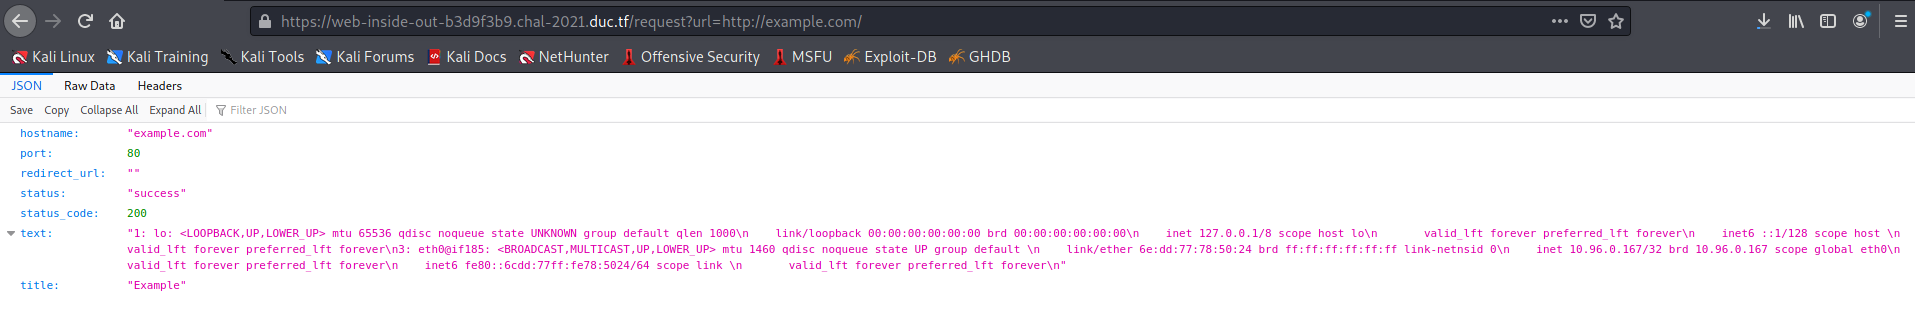 https://web-inside-out-b3d9f3b9.chal-2021.duc.tf/request?url=http://example.com/
Kali Linux Kali Training Kali Tools Kali Forums Kali Docs NetHunter Offensive Security MSFU Exploit-DB GHDB
JSON Raw Data Headers
Save Copy Collapse All Expand All Filter JSON
hostname: "example.com"
port: 80
redirect_url: ""
status: "success"
status_code: 200
text: "1: lo: <LOOPBACK,UP,LOWER_UP> mtu 65536 qdisc noqueue state UNKNOWN group default qlen 1000\n    link/loopback 00:00:00:00:00:00 brd 00:00:00:00:00:00\n    inet 127.0.0.1/8 scope host lo\n       valid_lft forever preferred_lft forever\n    inet6 ::1/128 scope host \n
valid_lft forever preferred_lft forever\n3: eth0@if185: <BROADCAST,MULTICAST,UP,LOWER_UP> mtu 1460 qdisc noqueue state UP group default \n    link/ether 6e:dd:77:78:50:24 brd ff:ff:ff:ff:ff:ff link-netnsid 0\n    inet 10.96.0.167/32 brd 10.96.0.167 scope global eth0\n
valid_lft forever preferred_lft forever\n    inet6 fe80::6cdd:77ff:fe78:5024/64 scope link \n       valid_lft forever preferred_lft forever\n"
title: "Example"